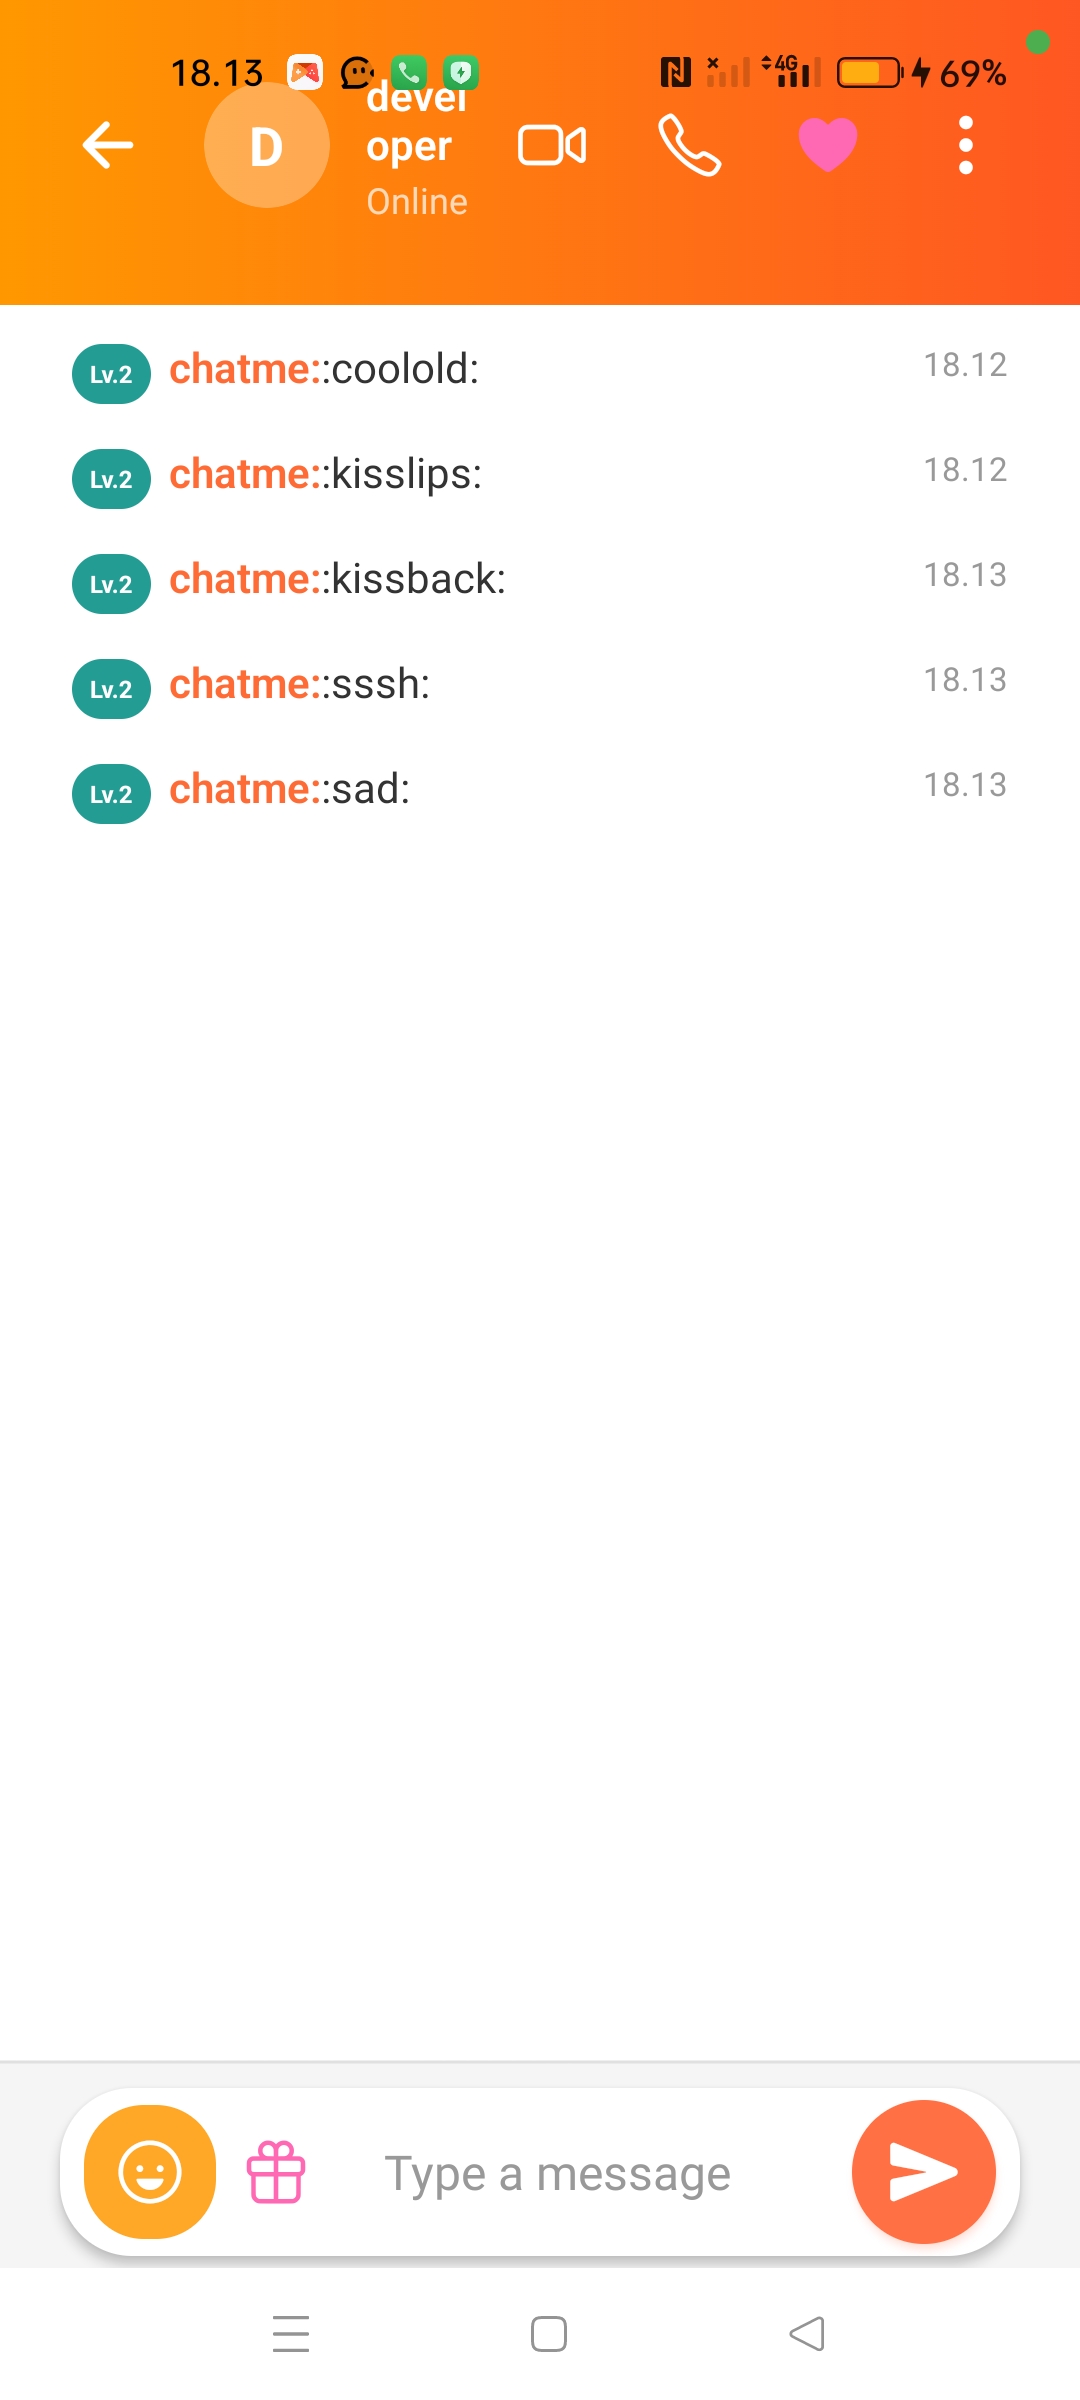 18.13 4G 69%
devel
oper
Online
D
Lv.2 chatme::coolold: 18.12
Lv.2 chatme::kisslips: 18.12
Lv.2 chatme::kissback: 18.13
Lv.2 chatme::sssh: 18.13
Lv.2 chatme::sad: 18.13
Type a message